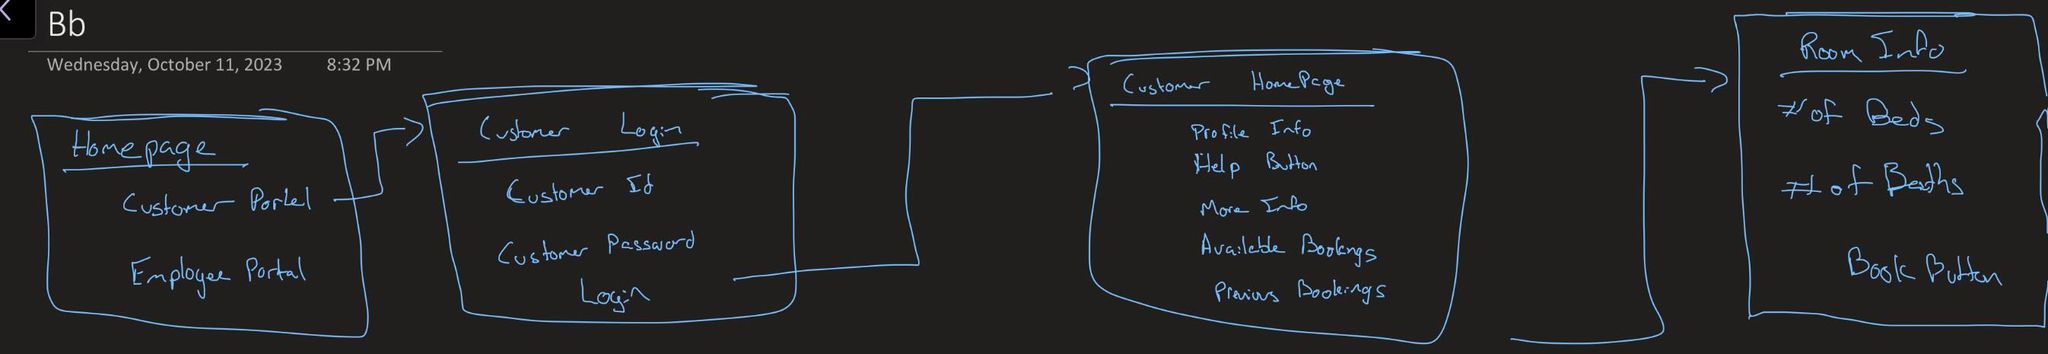 Bb
Wednesday, October 11, 2023 8:32 PM
Homepage
Customer Portal
Employee Portal
Customer Login
Customer Id
Customer Password
Login
Customer HomePage
Profile Info
Help Button
More Info
Available Bookings
Previous Bookings
Room Info
# of Beds
# of Baths
Book Button